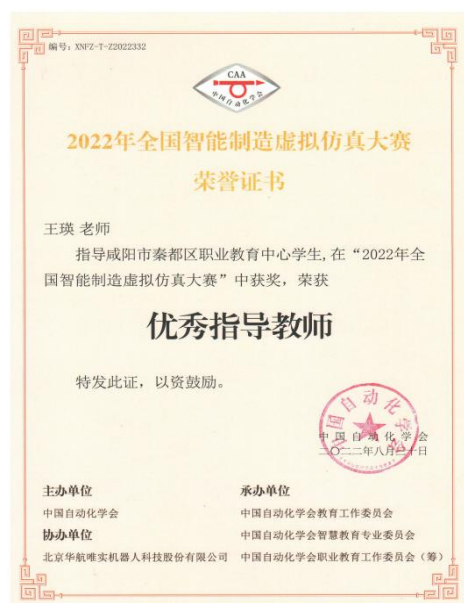 编号：XNFZ-T-Z2022332
CAA
中国自动化学会
2022年全国智能制造虚拟仿真大赛
荣誉证书
王瑛 老师
指导咸阳市秦都区职业教育中心学生，在“2022年全
国智能制造虚拟仿真大赛”中获奖，荣获
优秀指导教师
特发此证，以资鼓励。
中国自动化学会
中国自动化学会
二〇二二年八月二十日
主办单位
中国自动化学会
协办单位
北京华航唯实机器人科技股份有限公司
承办单位
中国自动化学会教育工作委员会
中国自动化学会智慧教育专业委员会
中国自动化学会职业教育工作委员会（筹）